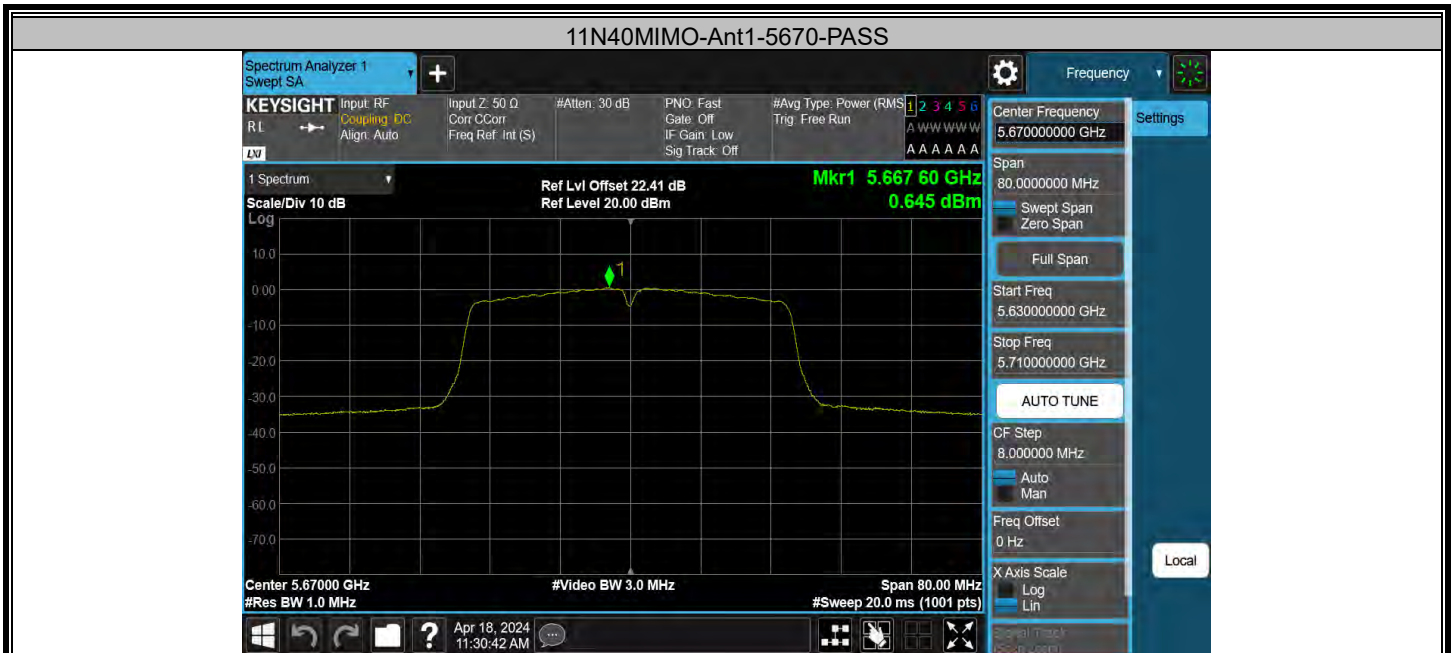 11N40MIMO-Ant1-5670-PASS
Spectrum Analyzer 1
Swept SA
Frequency
KEYSIGHT
R L
LXI
Input: RF
Coupling: DC
Align: Auto
Input Z: 50 Ω
Corr CCorr
Freq Ref: Int (S)
#Atten: 30 dB
PNO: Fast
Gate: Off
IF Gain: Low
Sig Track: Off
#Avg Type: Power (RMS
Trig: Free Run
1 2 3 4 5 6
A W W W W W
A A A A A A
Center Frequency
5.670000000 GHz
Settings
1 Spectrum
Scale/Div 10 dB
Ref Lvl Offset 22.41 dB
Ref Level 20.00 dBm
Mkr1 5.667 60 GHz
0.645 dBm
Span
80.0000000 MHz
Swept Span
Zero Span
Full Span
Start Freq
5.630000000 GHz
Stop Freq
5.710000000 GHz
AUTO TUNE
CF Step
8.000000 MHz
Auto
Man
Freq Offset
0 Hz
X Axis Scale
Log
Lin
Local
Log
10.0
0.00
-10.0
-20.0
-30.0
-40.0
-50.0
-60.0
-70.0
1
Center 5.67000 GHz
#Video BW 3.0 MHz
Span 80.00 MHz
#Res BW 1.0 MHz
#Sweep 20.0 ms (1001 pts)
Apr 18, 2024
11:30:42 AM